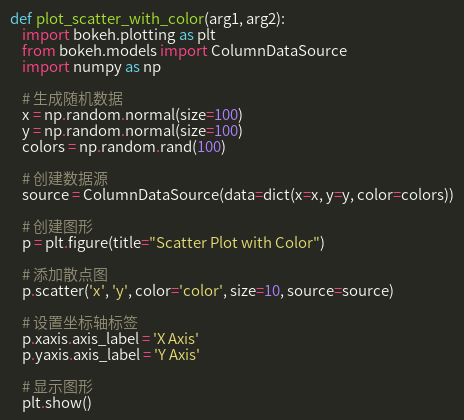 def plot_scatter_with_color(arg1, arg2):
import bokeh.plotting as plt
from bokeh.models import ColumnDataSource
import numpy as np
# 生成随机数据
x = np.random.normal(size=100)
y = np.random.normal(size=100)
colors = np.random.rand(100)
# 创建数据源
source = ColumnDataSource(data=dict(x=x, y=y, color=colors))
# 创建图形
p = plt.figure(title="Scatter Plot with Color")
# 添加散点图
p.scatter('x', 'y', color='color', size=10, source=source)
# 设置坐标轴标签
p.xaxis.axis_label = 'X Axis'
p.yaxis.axis_label = 'Y Axis'
# 显示图形
plt.show()